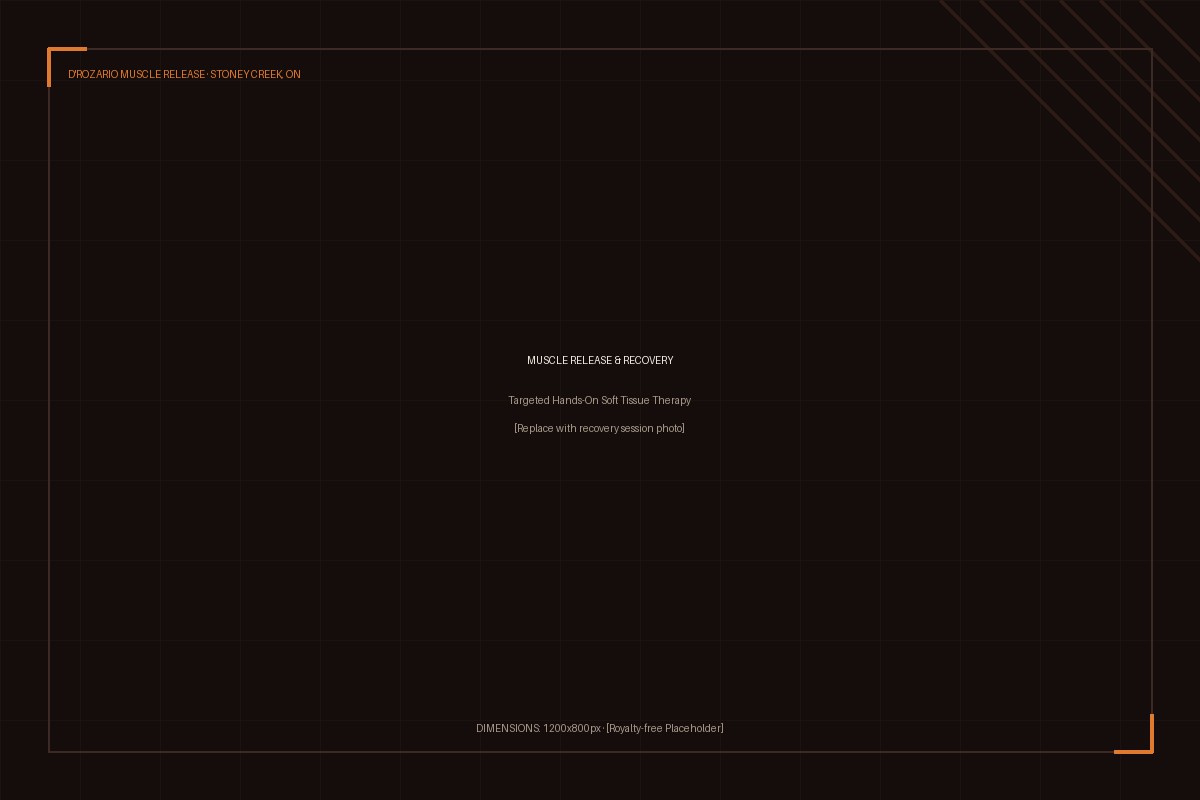 D'ROZARIO MUSCLE RELEASE · STONEY CREEK, ON
MUSCLE RELEASE & RECOVERY
Targeted Hands-On Soft Tissue Therapy
[Replace with recovery session photo]
DIMENSIONS: 1200x800px · [Royalty-free Placeholder]